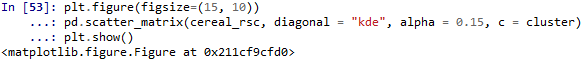 In [53]: plt.figure(figsize=(15, 10))
    ...: pd.scatter_matrix(cereal_rsc, diagonal = "kde", alpha = 0.15, c = cluster)
    ...: plt.show()
<matplotlib.figure.Figure at 0x211cf9cfd0>